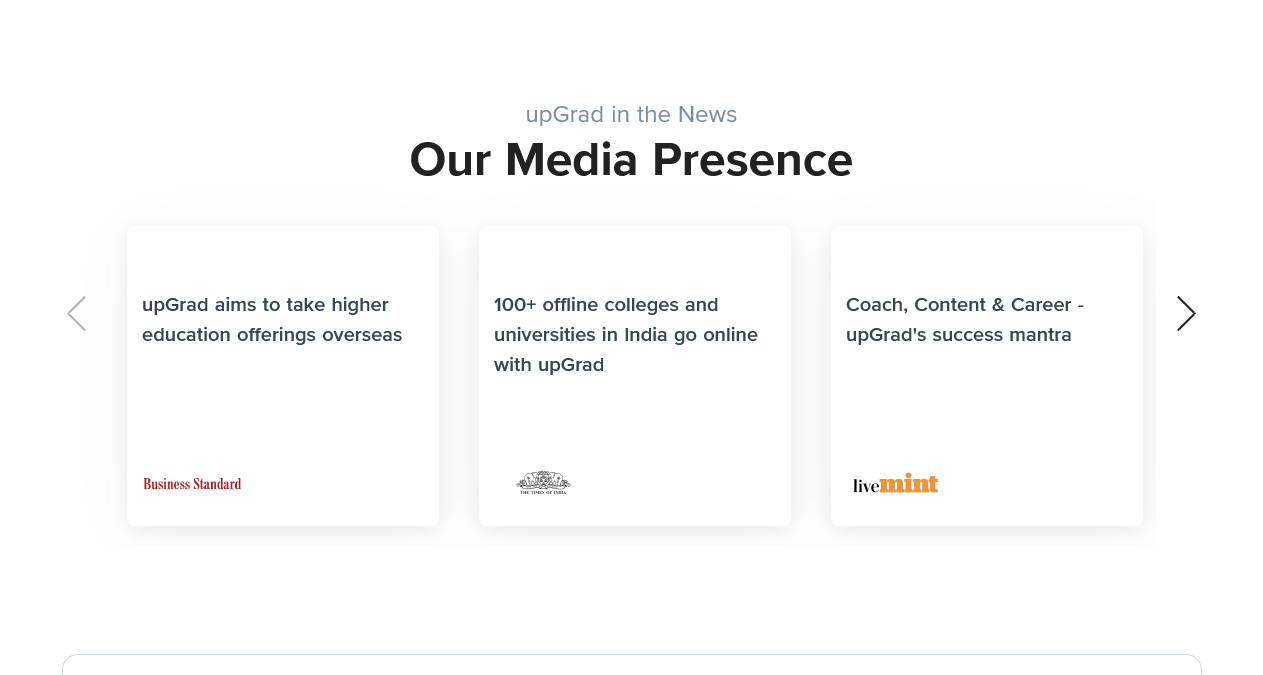 upGrad in the News
Our Media Presence
upGrad aims to take higher
education offerings overseas
Business Standard
100+ offline colleges and
universities in India go online
with upGrad
THE TIMES OF INDIA
Coach, Content & Career -
upGrad's success mantra
livemint